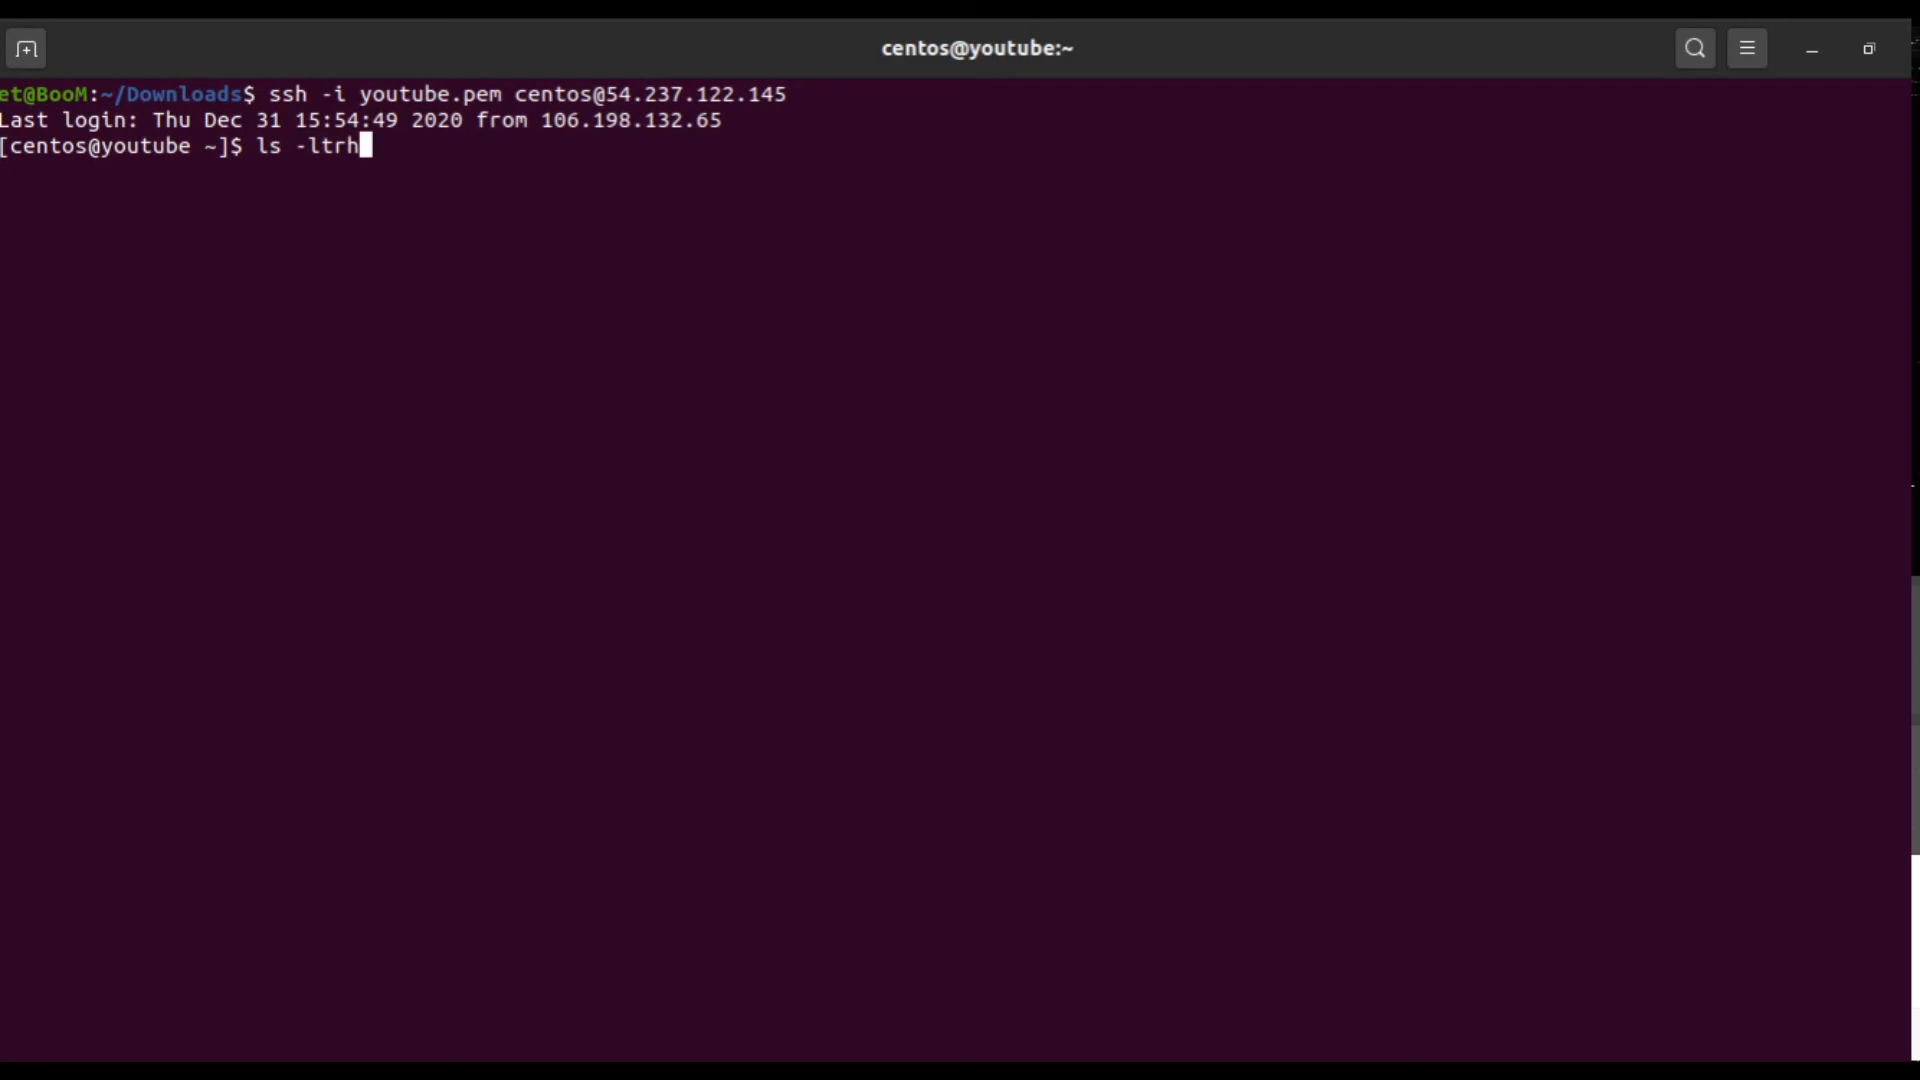 centos@youtube:~
et@BooM:~/Downloads$ ssh -i youtube.pem centos@54.237.122.145
Last login: Thu Dec 31 15:54:49 2020 from 106.198.132.65
[centos@youtube ~]$ ls -ltrh